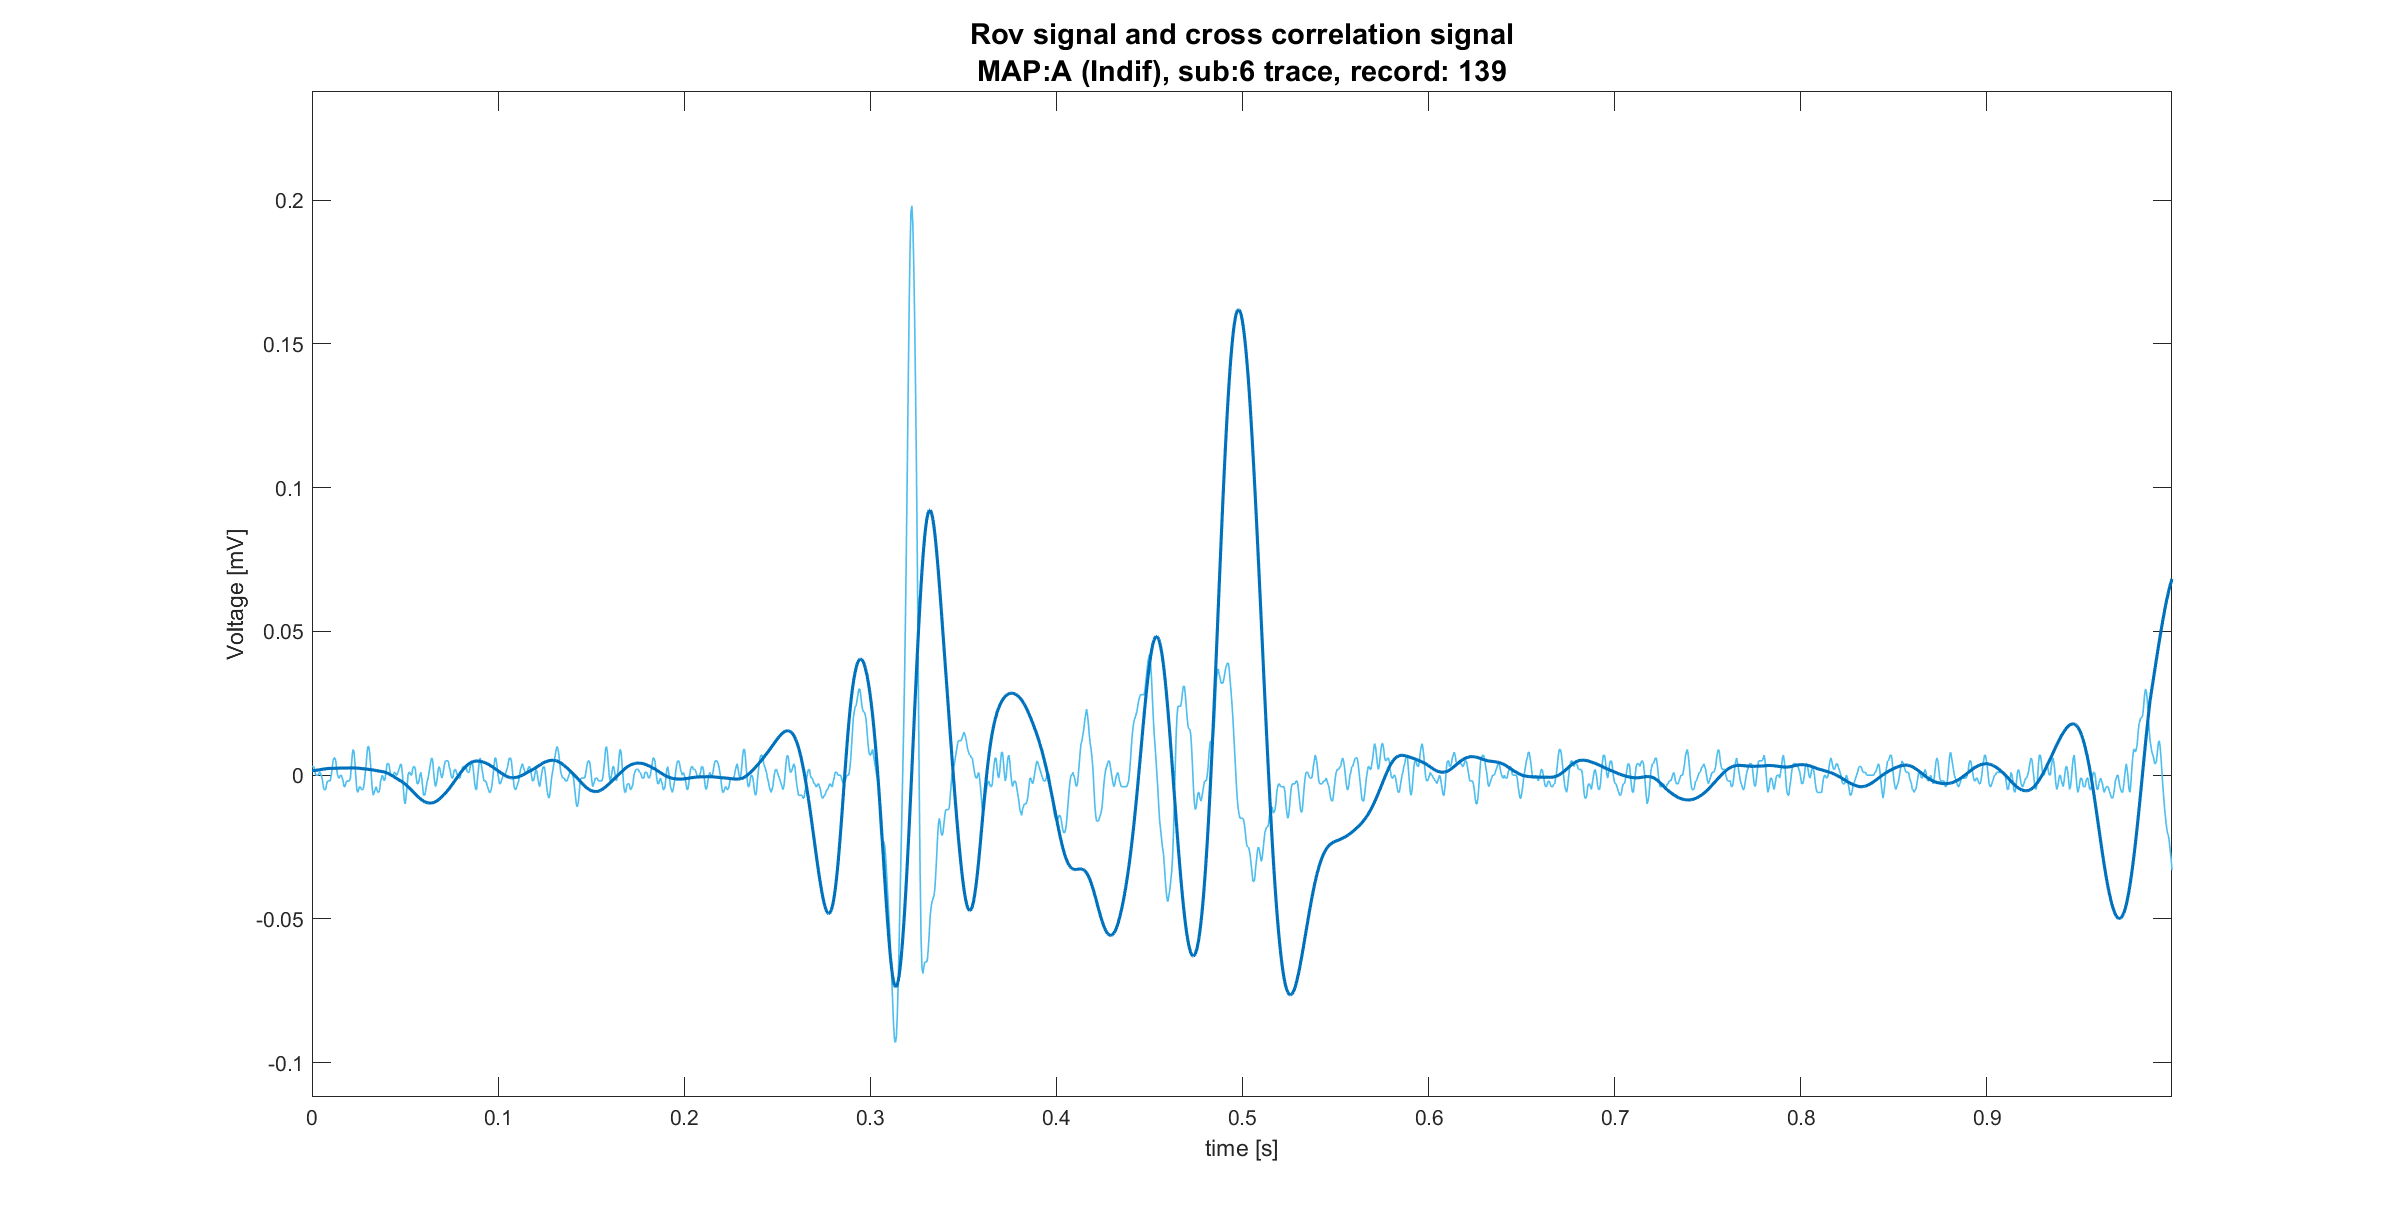 Rov signal and cross correlation signal
MAP:A (Indif), sub:6 trace, record: 139
0.2
0.15
0.1
0.05
0
-0.05
-0.1
Voltage [mV]
0 0.1 0.2 0.3 0.4 0.5 0.6 0.7 0.8 0.9
time [s]